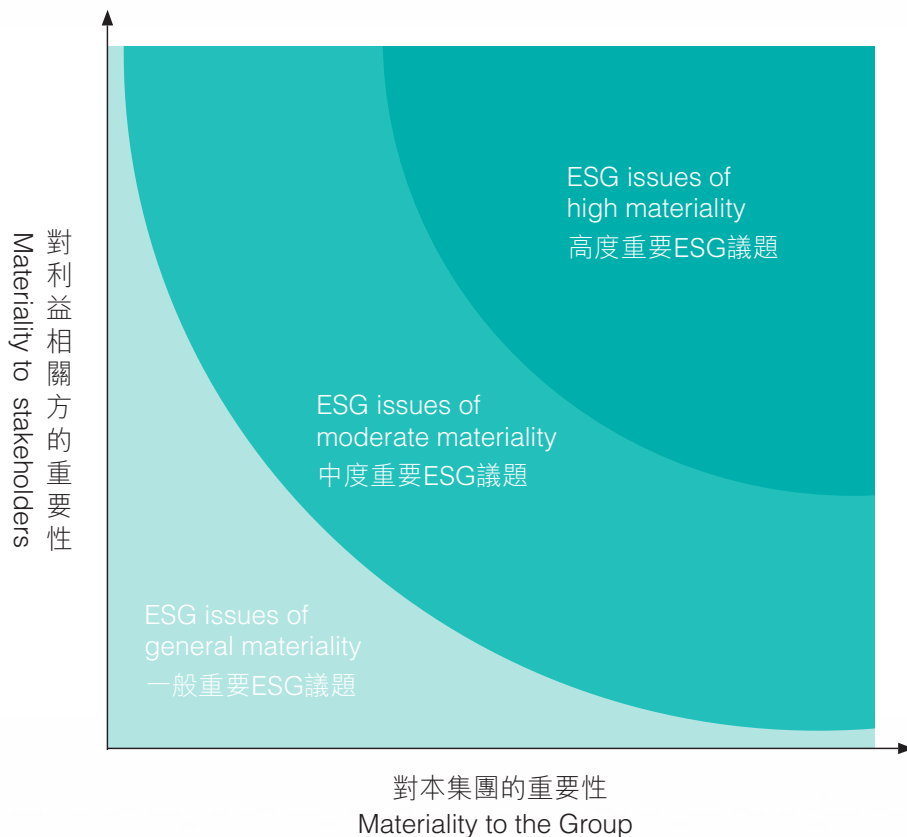 ESG issues of
high materiality
高度重要ESG議題
對利益相關方的重要性
Materiality to stakeholders
ESG issues of
moderate materiality
中度重要ESG議題
ESG issues of
general materiality
一般重要ESG議題
對本集團的重要性
Materiality to the Group